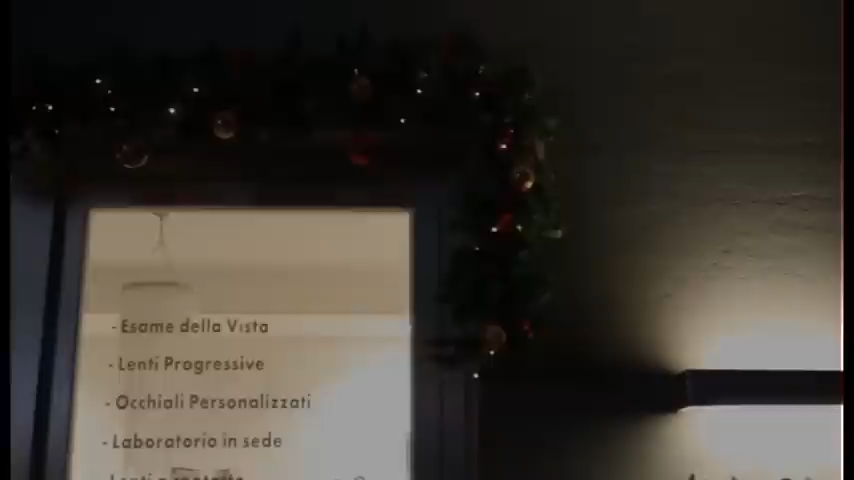 - Esame della Vista
- Lenti Progressive
- Occhiali Personalizzati
- Laboratorio in sede